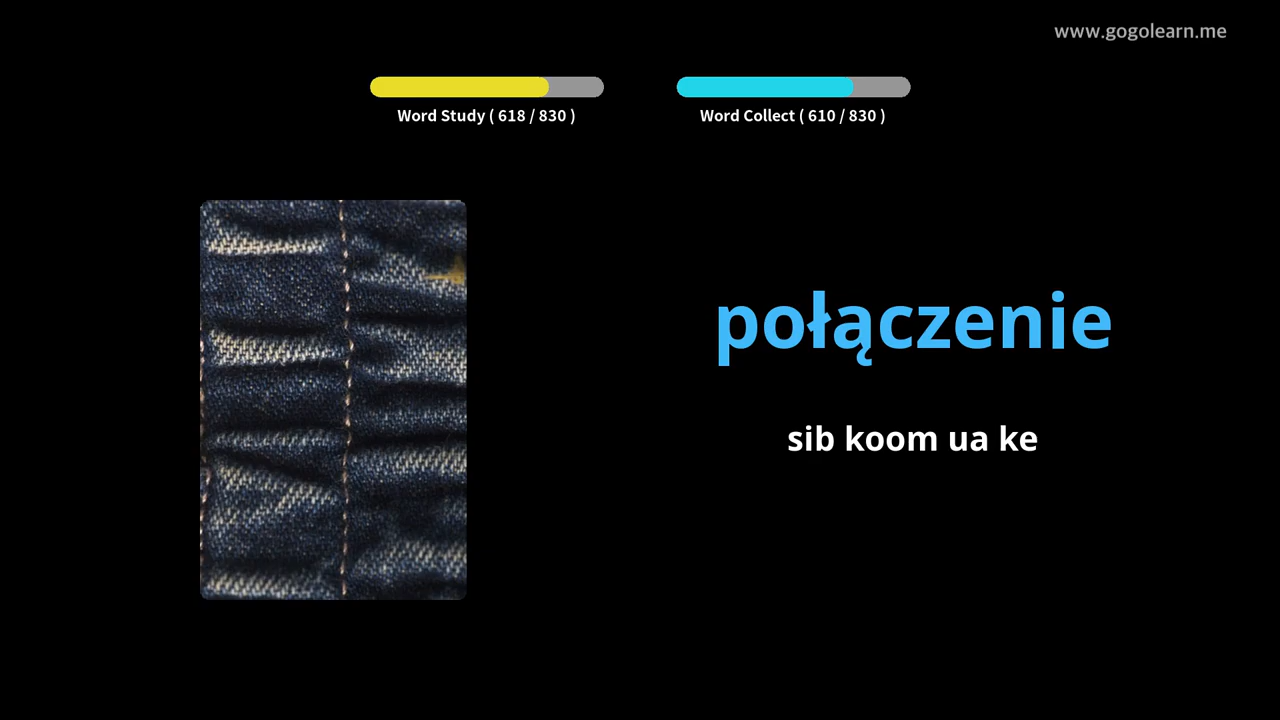 www.gogolearn.me
Word Study ( 618 / 830 )
Word Collect ( 610 / 830 )
połączenie
sib koom ua ke